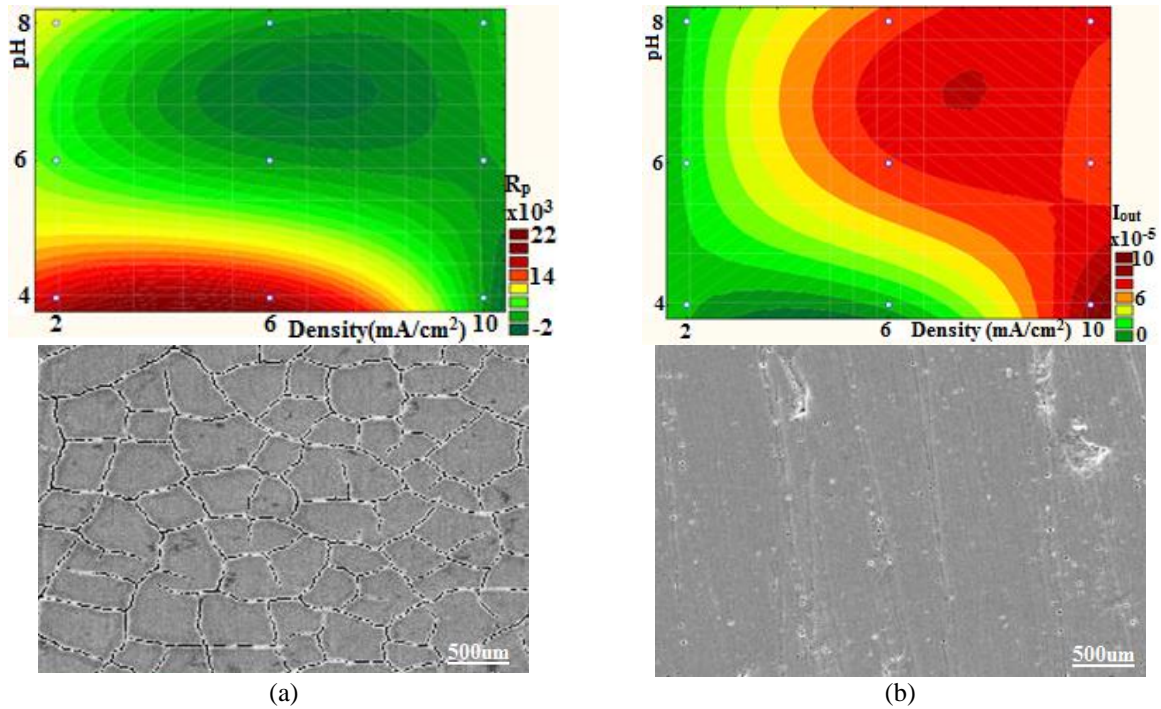 8
pH
6
4
2
6
Density(mA/cm²)
10
Rₚ
x10³
22
14
6
-2
8
pH
6
4
2
6
Density (mA/cm²)
10
Iout
x10⁻⁵
10
6
0
500um
500um
(a)
(b)